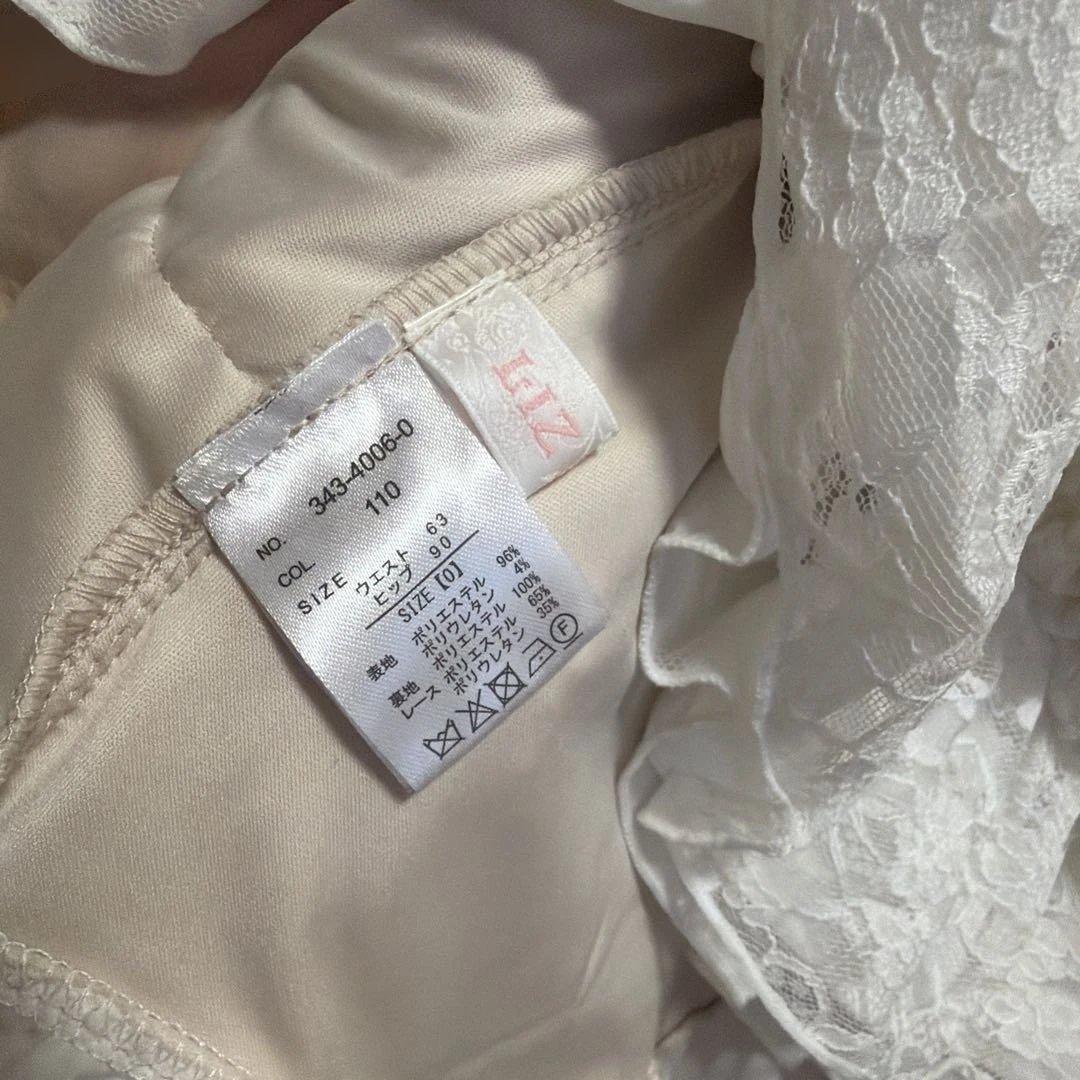 LIZ
NO. 343-4006-0
COL 110
SIZE ウエスト 63
ヒップ 90
SIZE【0】
表地 ポリエステル 96%
ポリウレタン 4%
裏地 ポリエステル 100%
レース ポリエステル 65%
ポリウレタン 35%
F